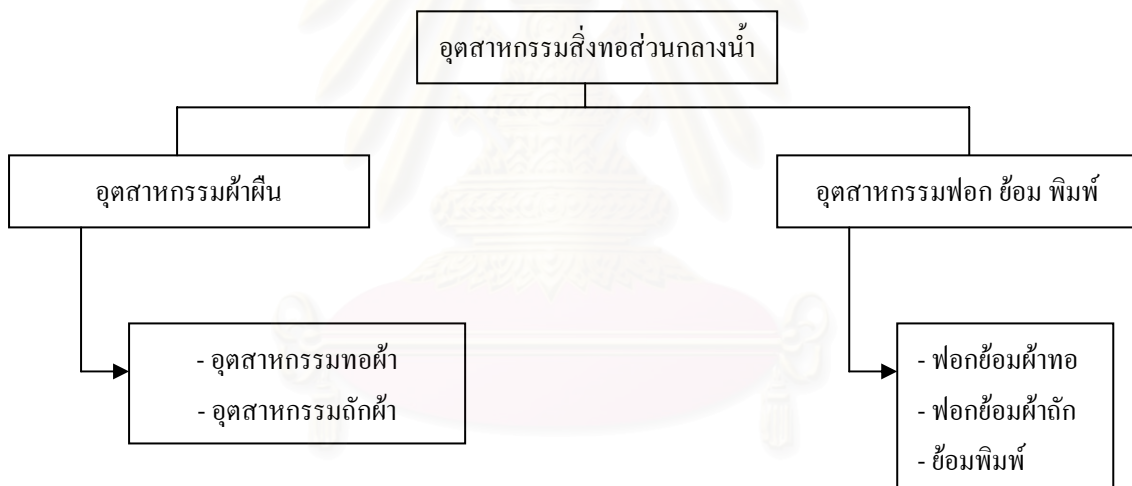 อุตสาหกรรมสิ่งทอส่วนกลางน้ำ
อุตสาหกรรมผ้าผืน
อุตสาหกรรมฟอก ย้อม พิมพ์
- อุตสาหกรรมทอผ้า
- อุตสาหกรรมถักผ้า
- ฟอกย้อมผ้าทอ
- ฟอกย้อมผ้าถัก
- ย้อมพิมพ์